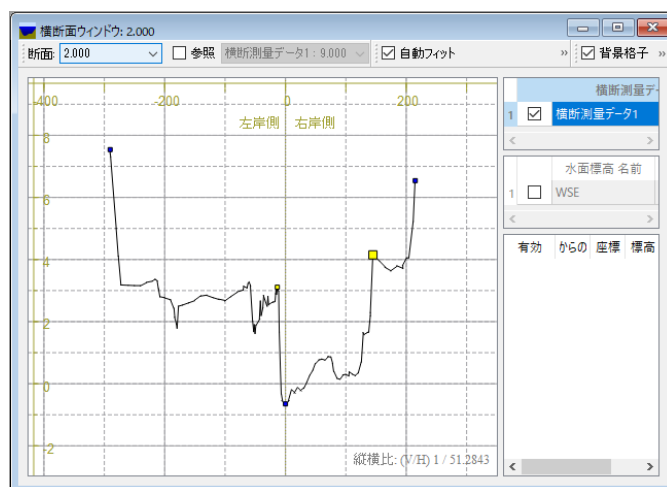 横断面ウィンドウ: 2.000
断面: 2.000 参照 横断測量データ1 : 9.000 自動フィット » 背景格子 »
-400 -200 0 200
左岸側 右岸側
8
6
4
2
0
-2
縦横比: (V/H) 1 / 51.2843
横断測量デー
1 横断測量データ1
水面標高 名前
1 WSE
有効 からの 座標 標高